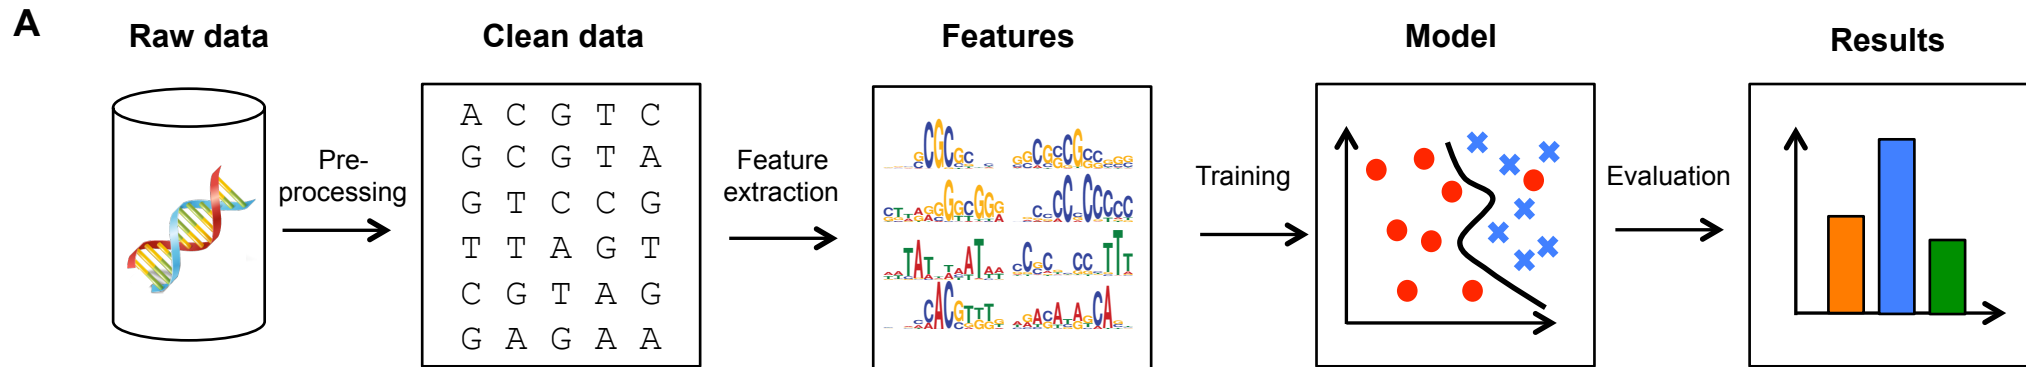 A
Raw data
Clean data
Features
Model
Results
Pre-
processing
A C G T C
G C G T A
G T C C G
T T A G T
C G T A G
G A G A A
Feature
extraction
Training
Evaluation